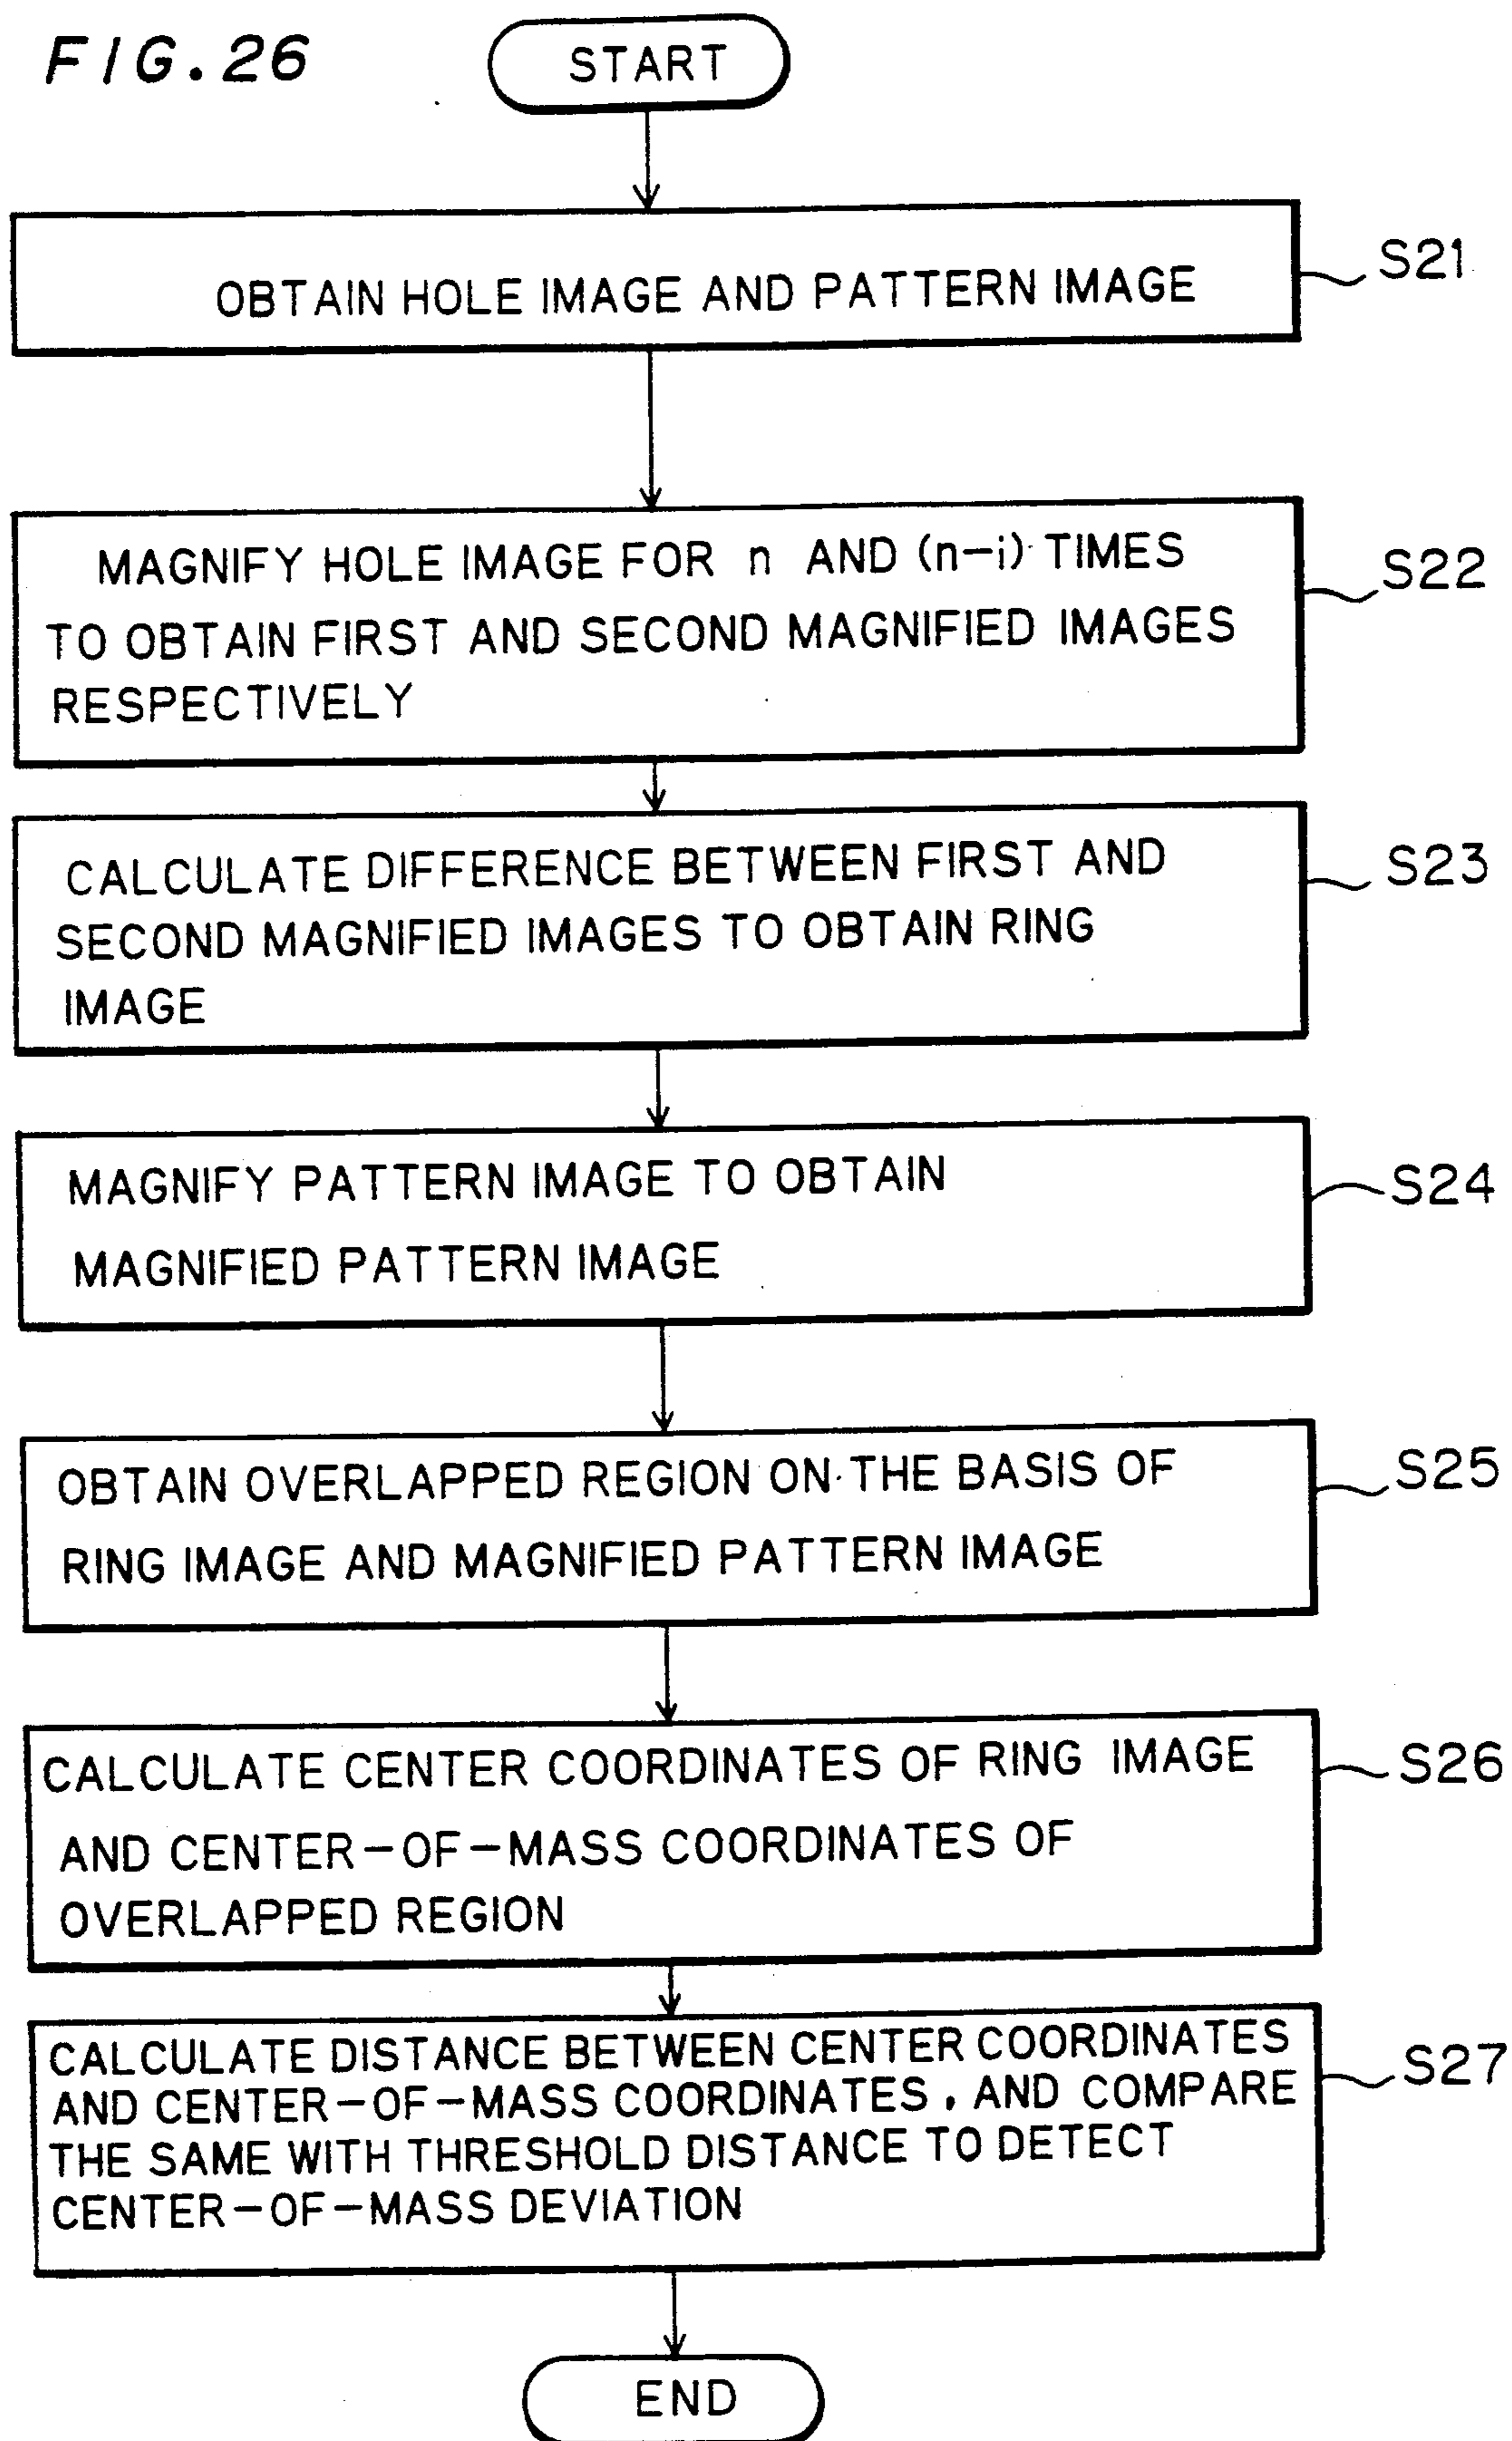 FIG.26
START
OBTAIN HOLE IMAGE AND PATTERN IMAGE
S21
MAGNIFY HOLE IMAGE FOR n AND (n-i) TIMES
TO OBTAIN FIRST AND SECOND MAGNIFIED IMAGES
RESPECTIVELY
S22
CALCULATE DIFFERENCE BETWEEN FIRST AND
SECOND MAGNIFIED IMAGES TO OBTAIN RING
IMAGE
S23
MAGNIFY PATTERN IMAGE TO OBTAIN
MAGNIFIED PATTERN IMAGE
S24
OBTAIN OVERLAPPED REGION ON THE BASIS OF
RING IMAGE AND MAGNIFIED PATTERN IMAGE
S25
CALCULATE CENTER COORDINATES OF RING IMAGE
AND CENTER-OF-MASS COORDINATES OF
OVERLAPPED REGION
S26
CALCULATE DISTANCE BETWEEN CENTER COORDINATES
AND CENTER-OF-MASS COORDINATES, AND COMPARE
THE SAME WITH THRESHOLD DISTANCE TO DETECT
CENTER-OF-MASS DEVIATION
S27
END